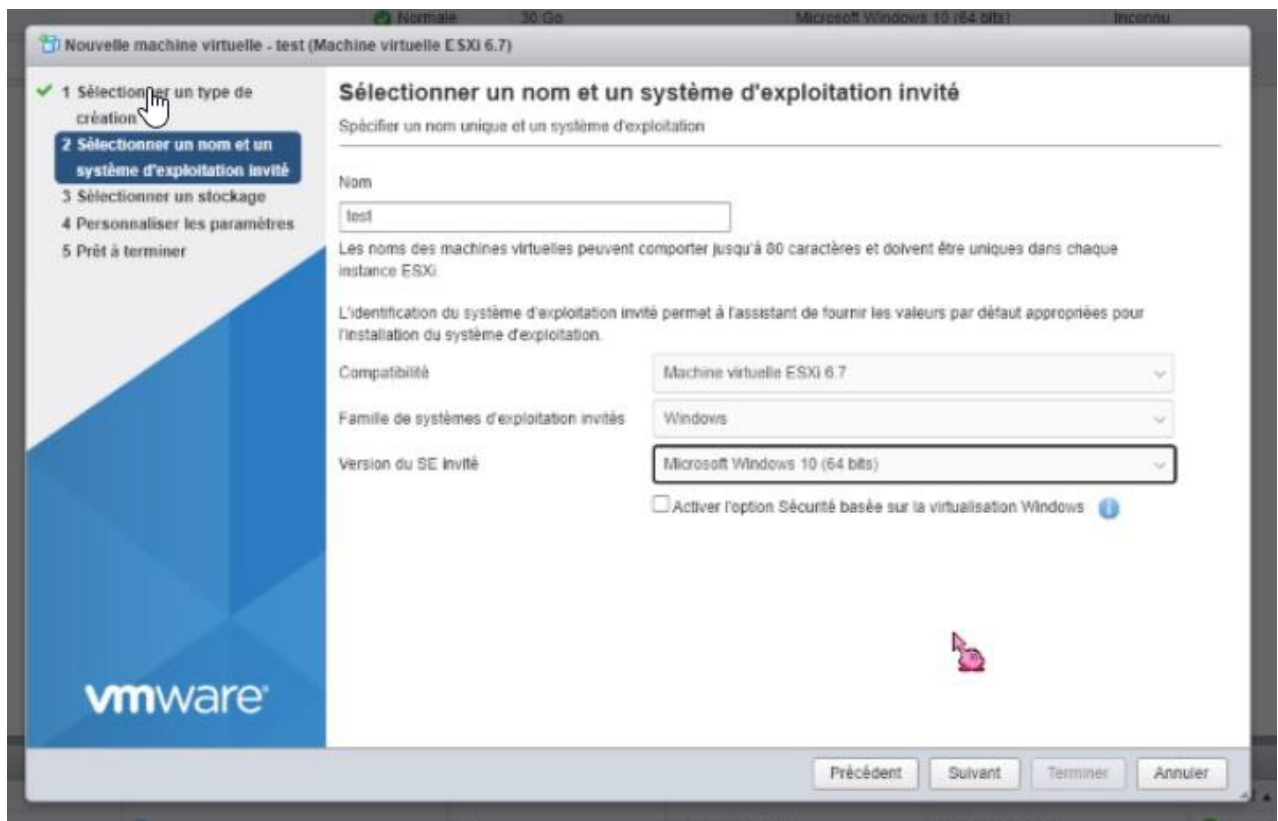 Normale 30 Go Microsoft Windows 10 (64 bits) Inconnu
Nouvelle machine virtuelle - test (Machine virtuelle ESXi 6.7)
1 Sélectionner un type de
création
2 Sélectionner un nom et un
système d'exploitation invité
3 Sélectionner un stockage
4 Personnaliser les paramètres
5 Prêt à terminer
Sélectionner un nom et un système d'exploitation invité
Spécifier un nom unique et un système d'exploitation
Nom
test
Les noms des machines virtuelles peuvent comporter jusqu'à 80 caractères et doivent être uniques dans chaque
instance ESXi.
L'identification du système d'exploitation invité permet à l'assistant de fournir les valeurs par défaut appropriées pour
l'installation du système d'exploitation.
Compatibilité Machine virtuelle ESXi 6.7
Famille de systèmes d'exploitation invités Windows
Version du SE invité Microsoft Windows 10 (64 bits)
Activer l'option Sécurité basée sur la virtualisation Windows
vmware
Précédent Suivant Terminer Annuler